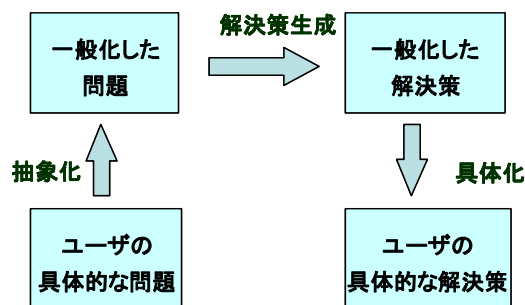 解決策生成
一般化した
問題
一般化した
解決策
抽象化
具体化
ユーザの
具体的な問題
ユーザの
具体的な解決策